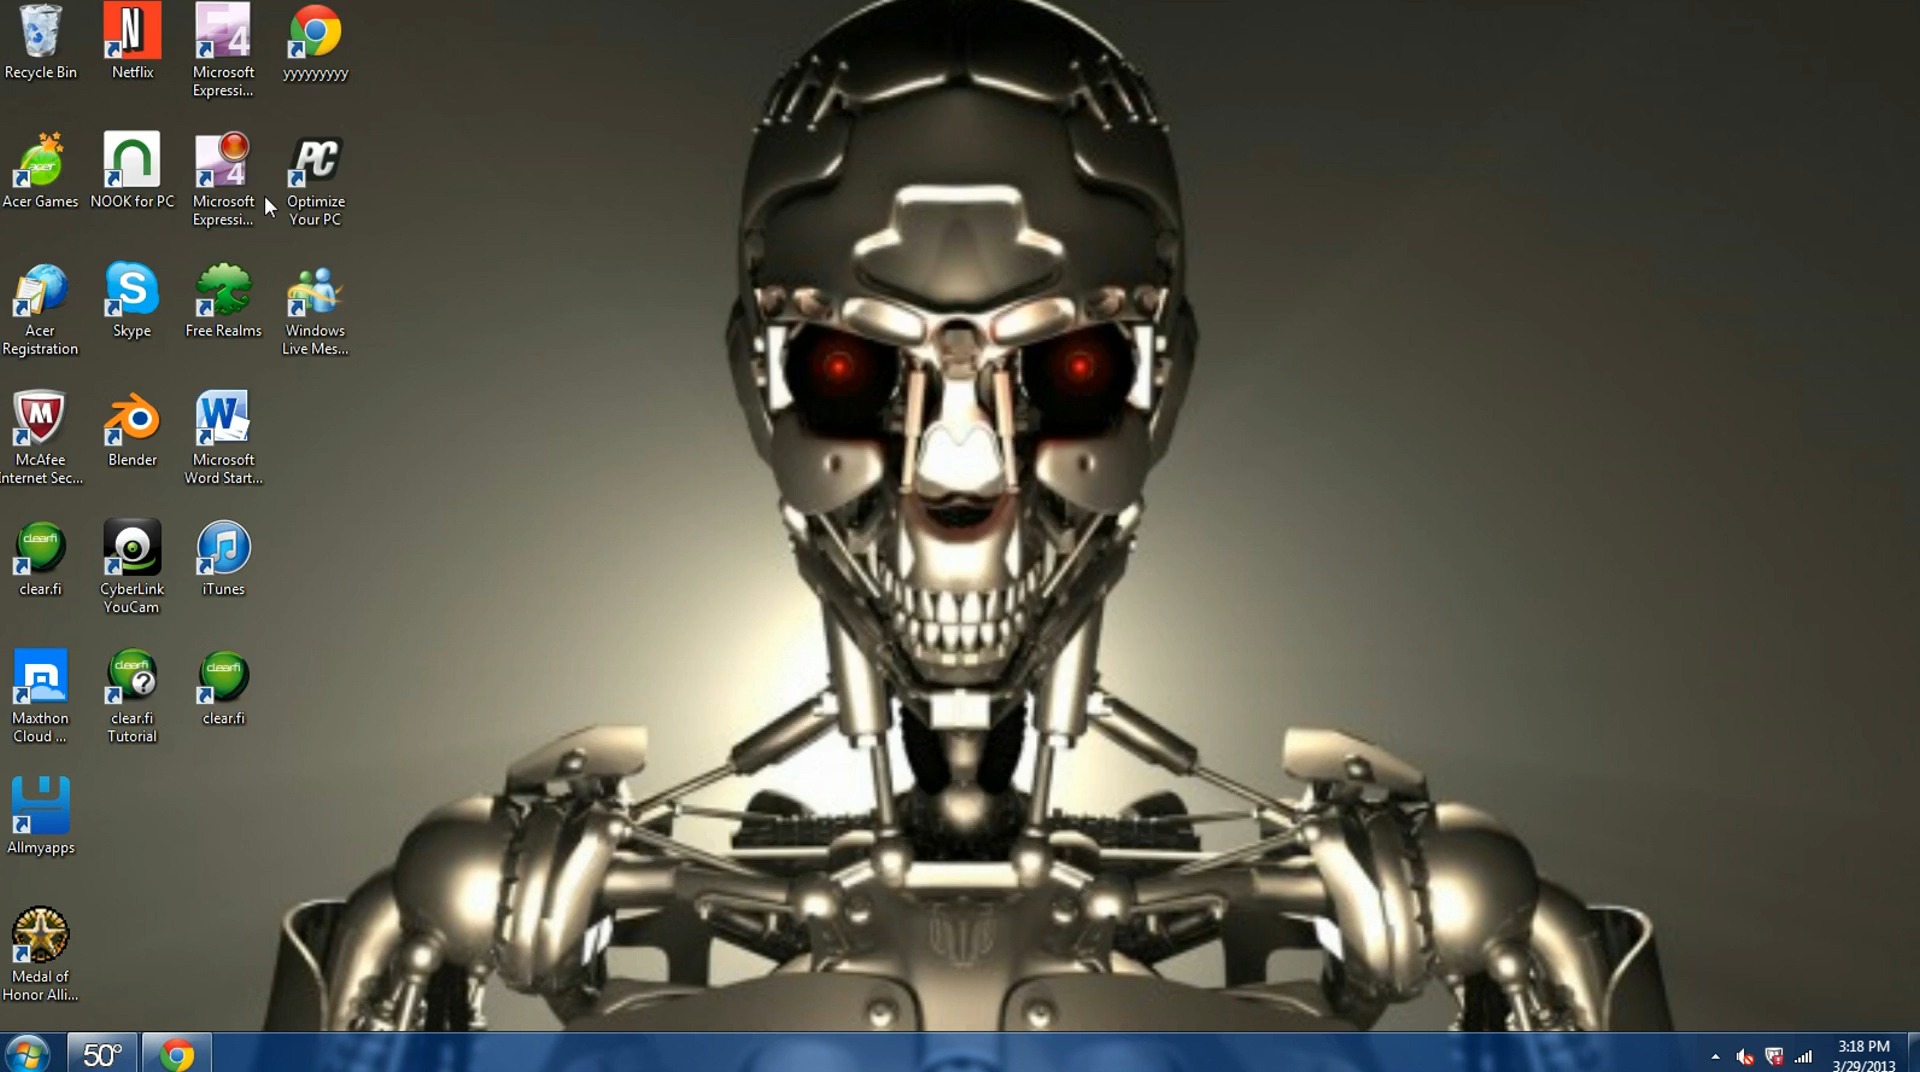 Recycle Bin
Netflix
Microsoft
Expressi...
yyyyyyyyy
Acer Games
NOOK for PC
Microsoft
Expressi...
Optimize
Your PC
Acer
Registration
Skype
Free Realms
Windows
Live Mes...
McAfee
nternet Sec...
Blender
Microsoft
Word Start...
clear.fi
CyberLink
YouCam
iTunes
Maxthon
Cloud ...
clear.fi
Tutorial
clear.fi
Allmyapps
Medal of
Honor Alli...
50°
3:18 PM
3/29/2013